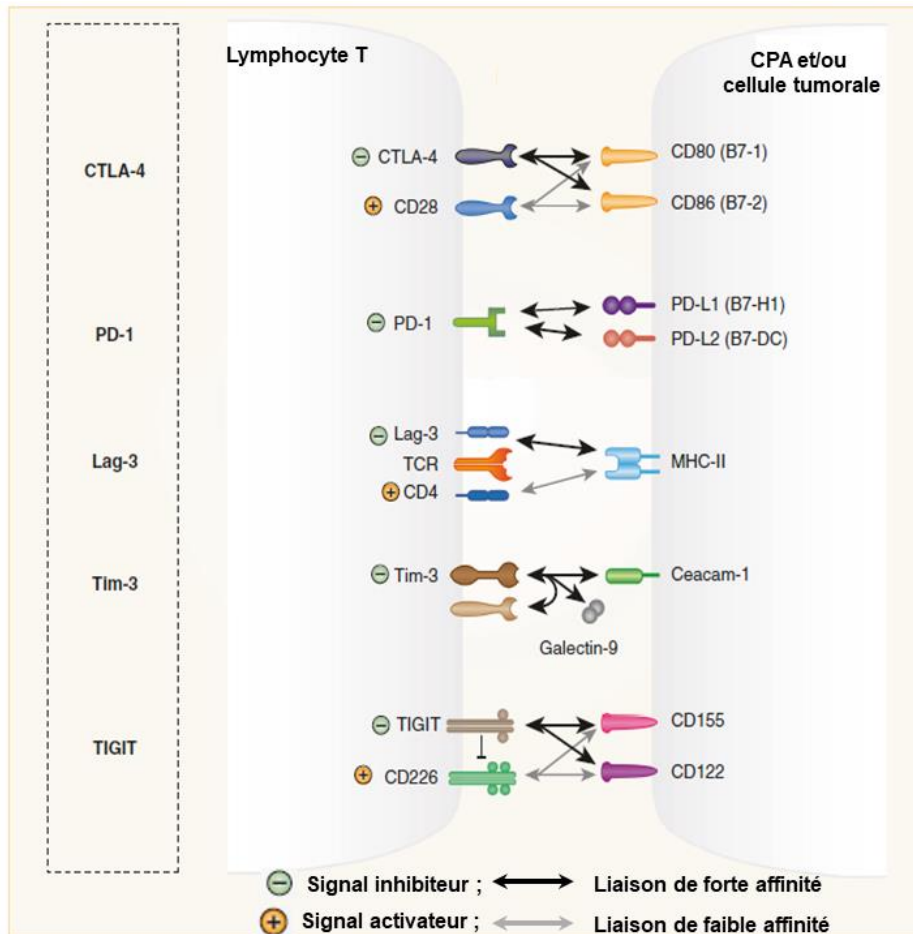 Lymphocyte T
CPA et/ou
cellule tumorale
CTLA-4
CTLA-4
CD28
CD80 (B7-1)
CD86 (B7-2)
PD-1
PD-1
PD-L1 (B7-H1)
PD-L2 (B7-DC)
Lag-3
Lag-3
TCR
CD4
MHC-II
Tim-3
Tim-3
Ceacam-1
Galectin-9
TIGIT
TIGIT
CD226
CD155
CD122
Signal inhibiteur ; Liaison de forte affinité
Signal activateur ; Liaison de faible affinité